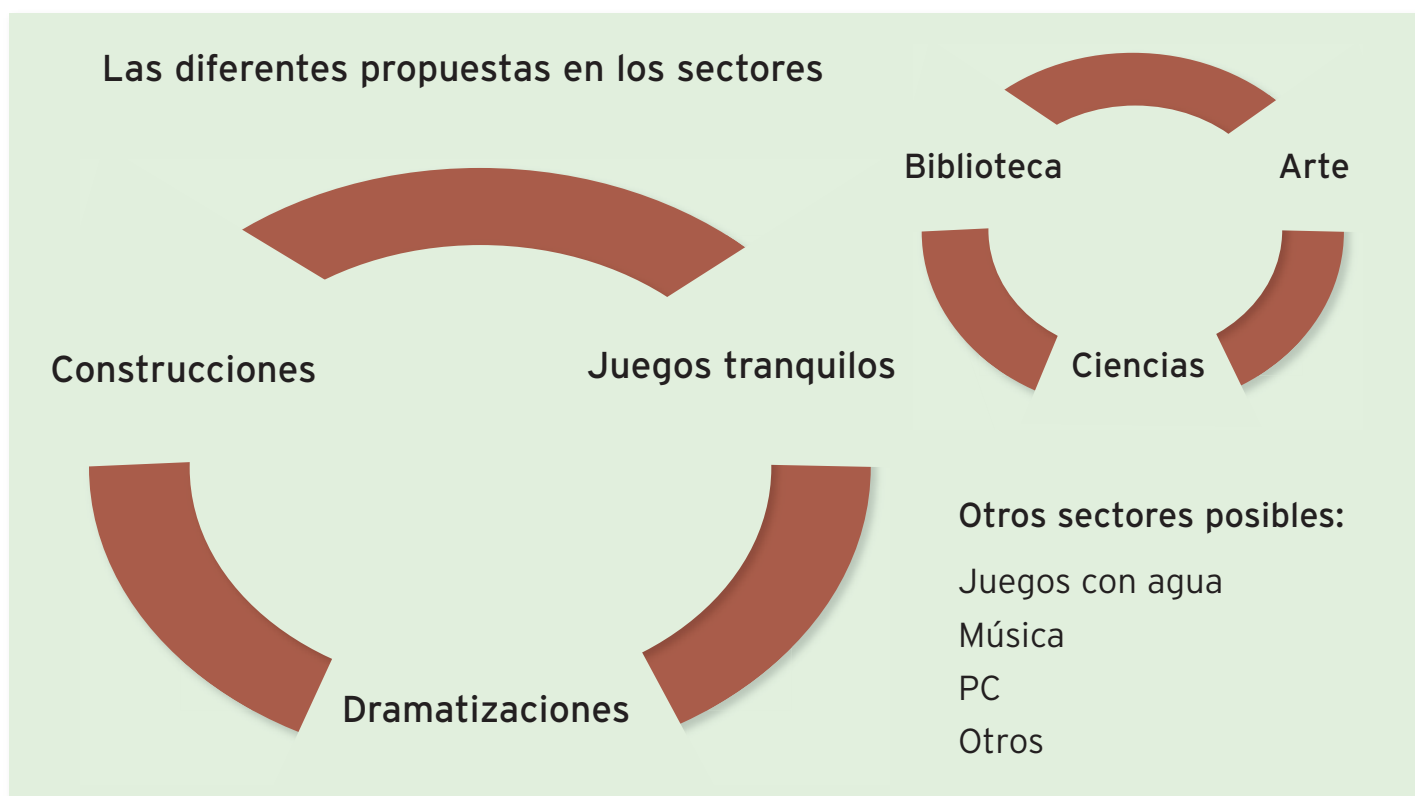 Las diferentes propuestas en los sectores
Construcciones
Juegos tranquilos
Dramatizaciones
Biblioteca
Arte
Ciencias
Otros sectores posibles:
Juegos con agua
Música
PC
Otros